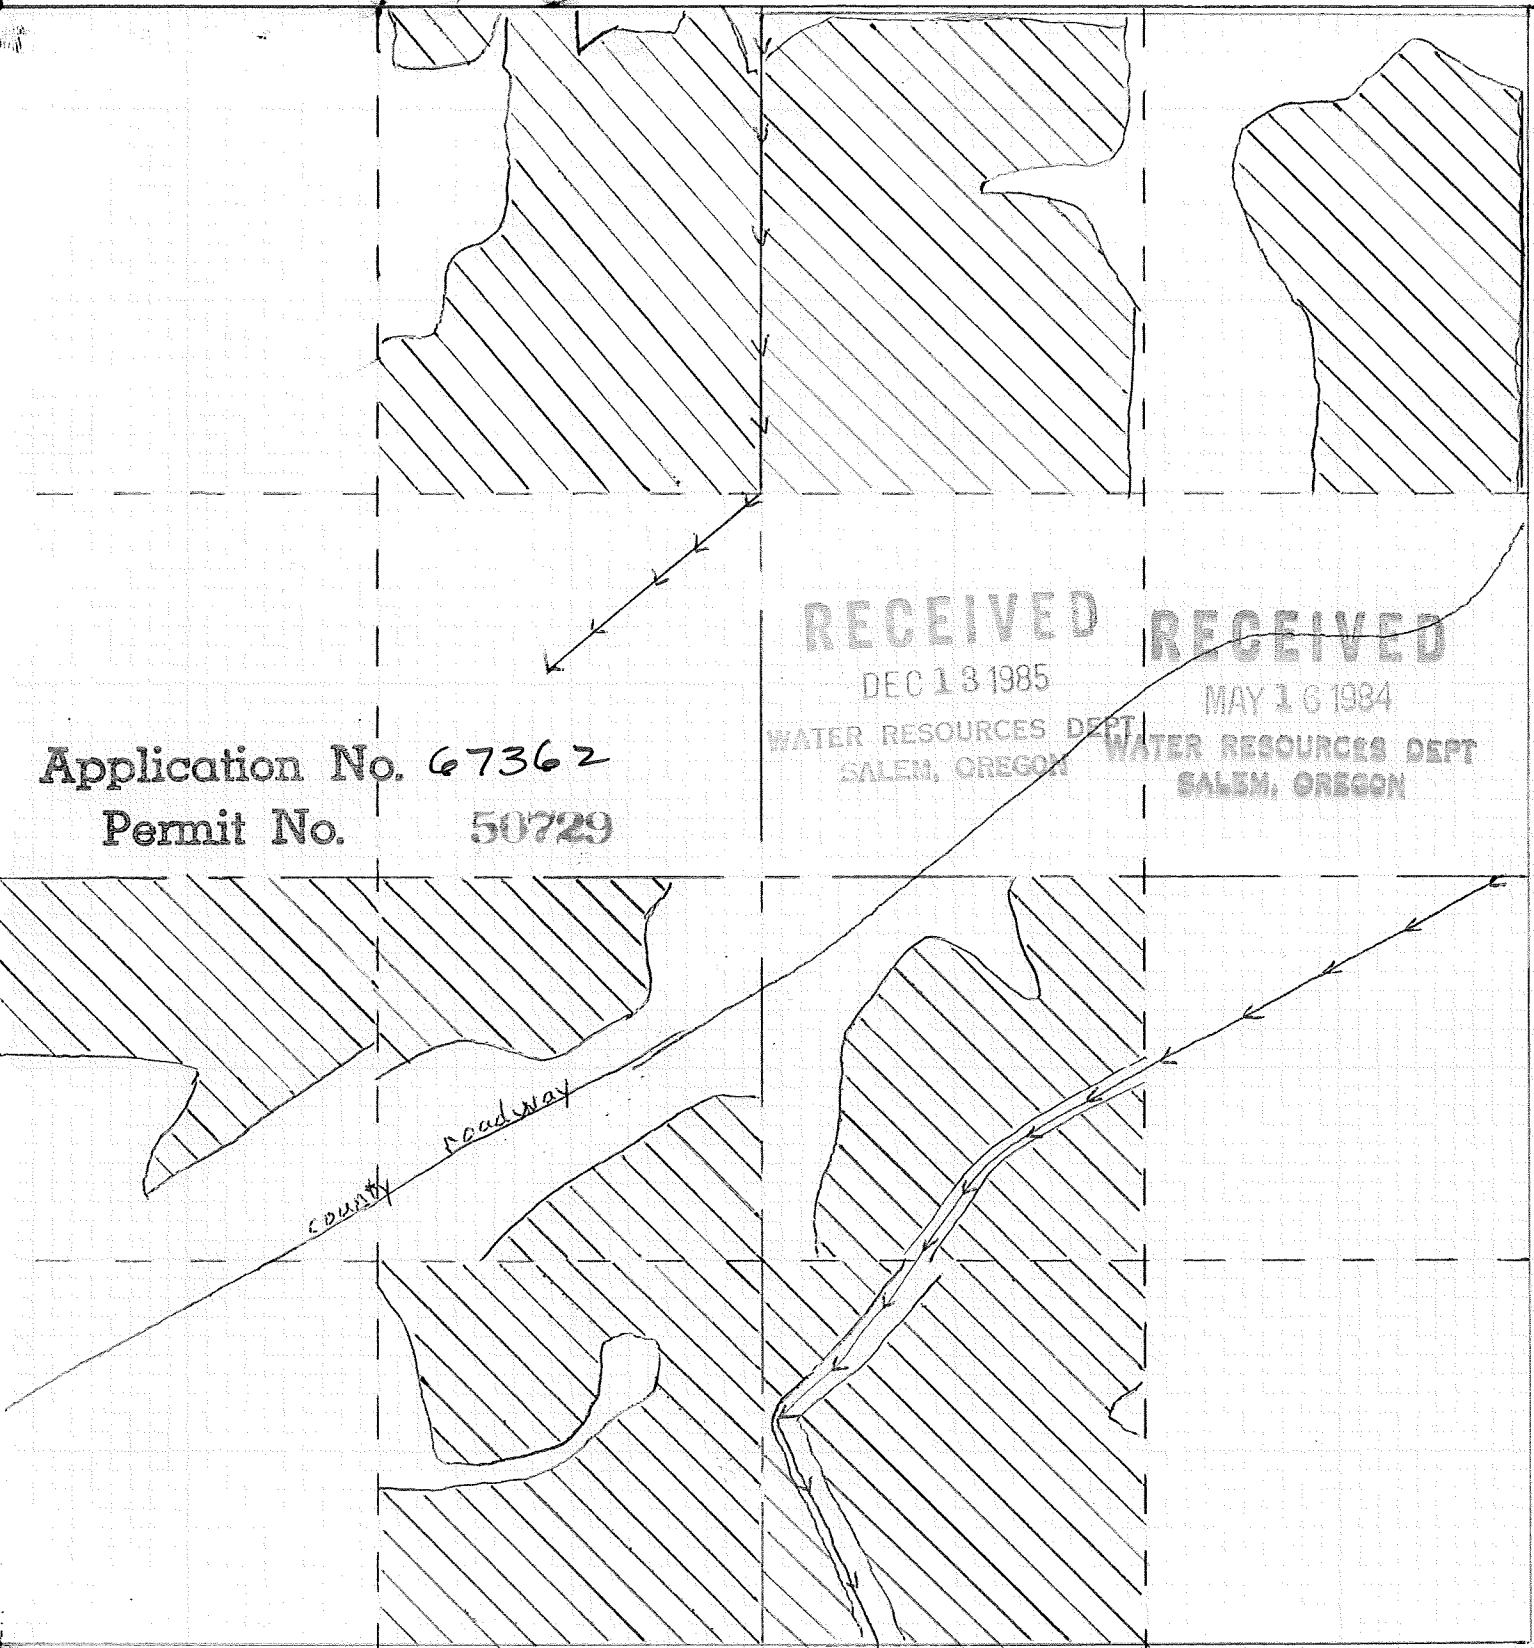 RECEIVED
DEC 13 1985
WATER RESOURCES DEPT
SALEM, OREGON
RECEIVED
MAY 16 1984
WATER RESOURCES DEPT
SALEM, OREGON
Application No. 67362
Permit No. 50729
county roadway